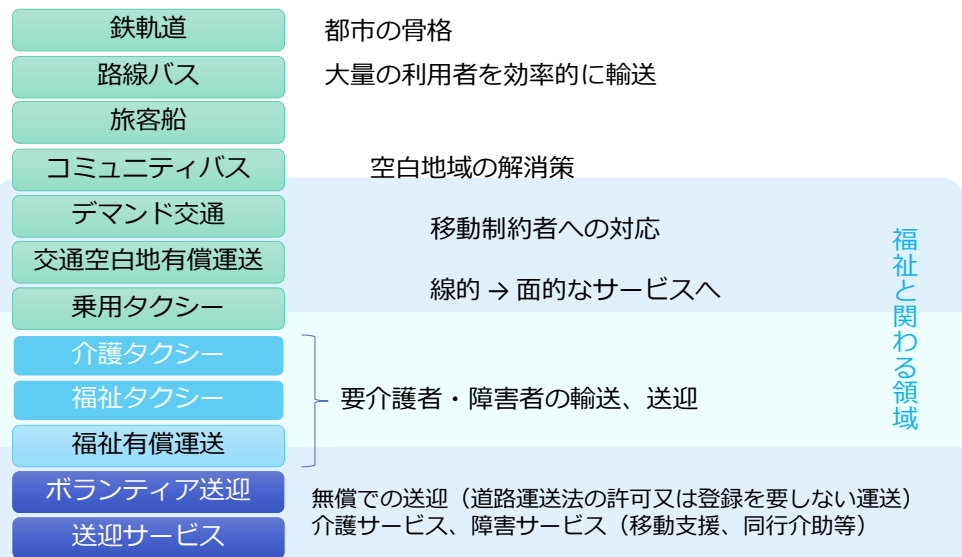 鉄軌道
都市の骨格
路線バス
大量の利用者を効率的に輸送
旅客船
コミュニティバス
空白地域の解消策
デマンド交通
移動制約者への対応
交通空白地有償運送
線的 → 面的なサービスへ
乗用タクシー
福祉と関わる領域
介護タクシー
福祉タクシー
要介護者・障害者の輸送、送迎
福祉有償運送
ボランティア送迎
無償での送迎（道路運送法の許可又は登録を要しない運送）
介護サービス、障害サービス（移動支援、同行介助等）
送迎サービス